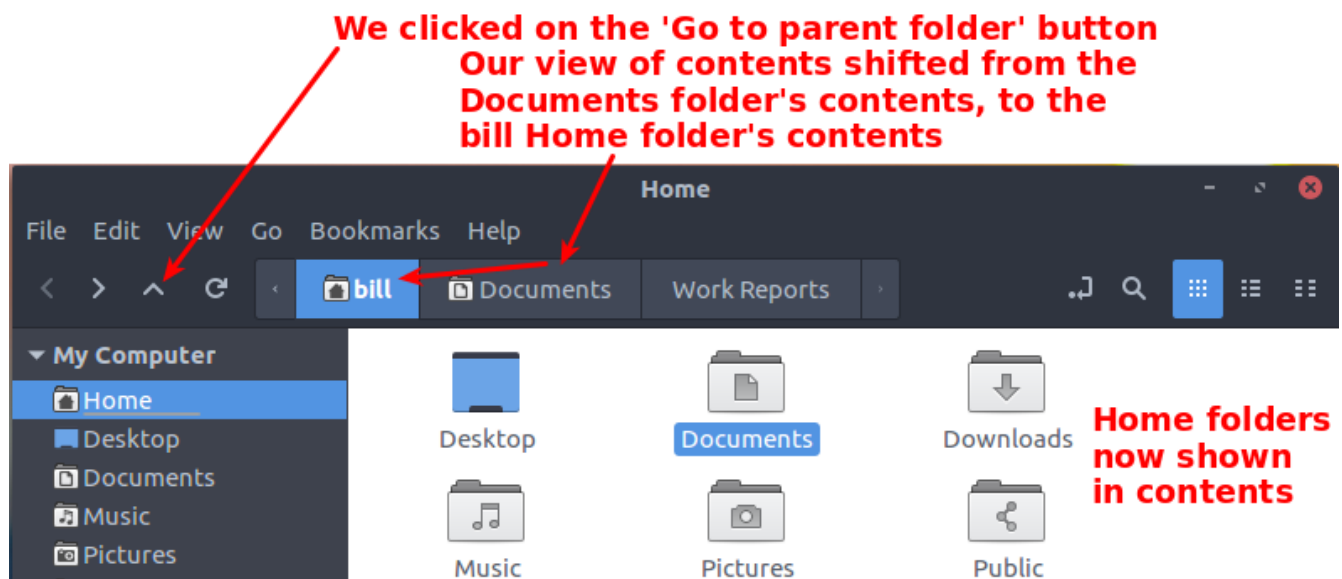 We clicked on the 'Go to parent folder' button
Our view of contents shifted from the
Documents folder's contents, to the
bill Home folder's contents
Home
File Edit View Go Bookmarks Help
bill Documents Work Reports
My Computer
Home
Desktop
Documents
Music
Pictures
Desktop Documents Downloads
Music Pictures Public
Home folders
now shown
in contents